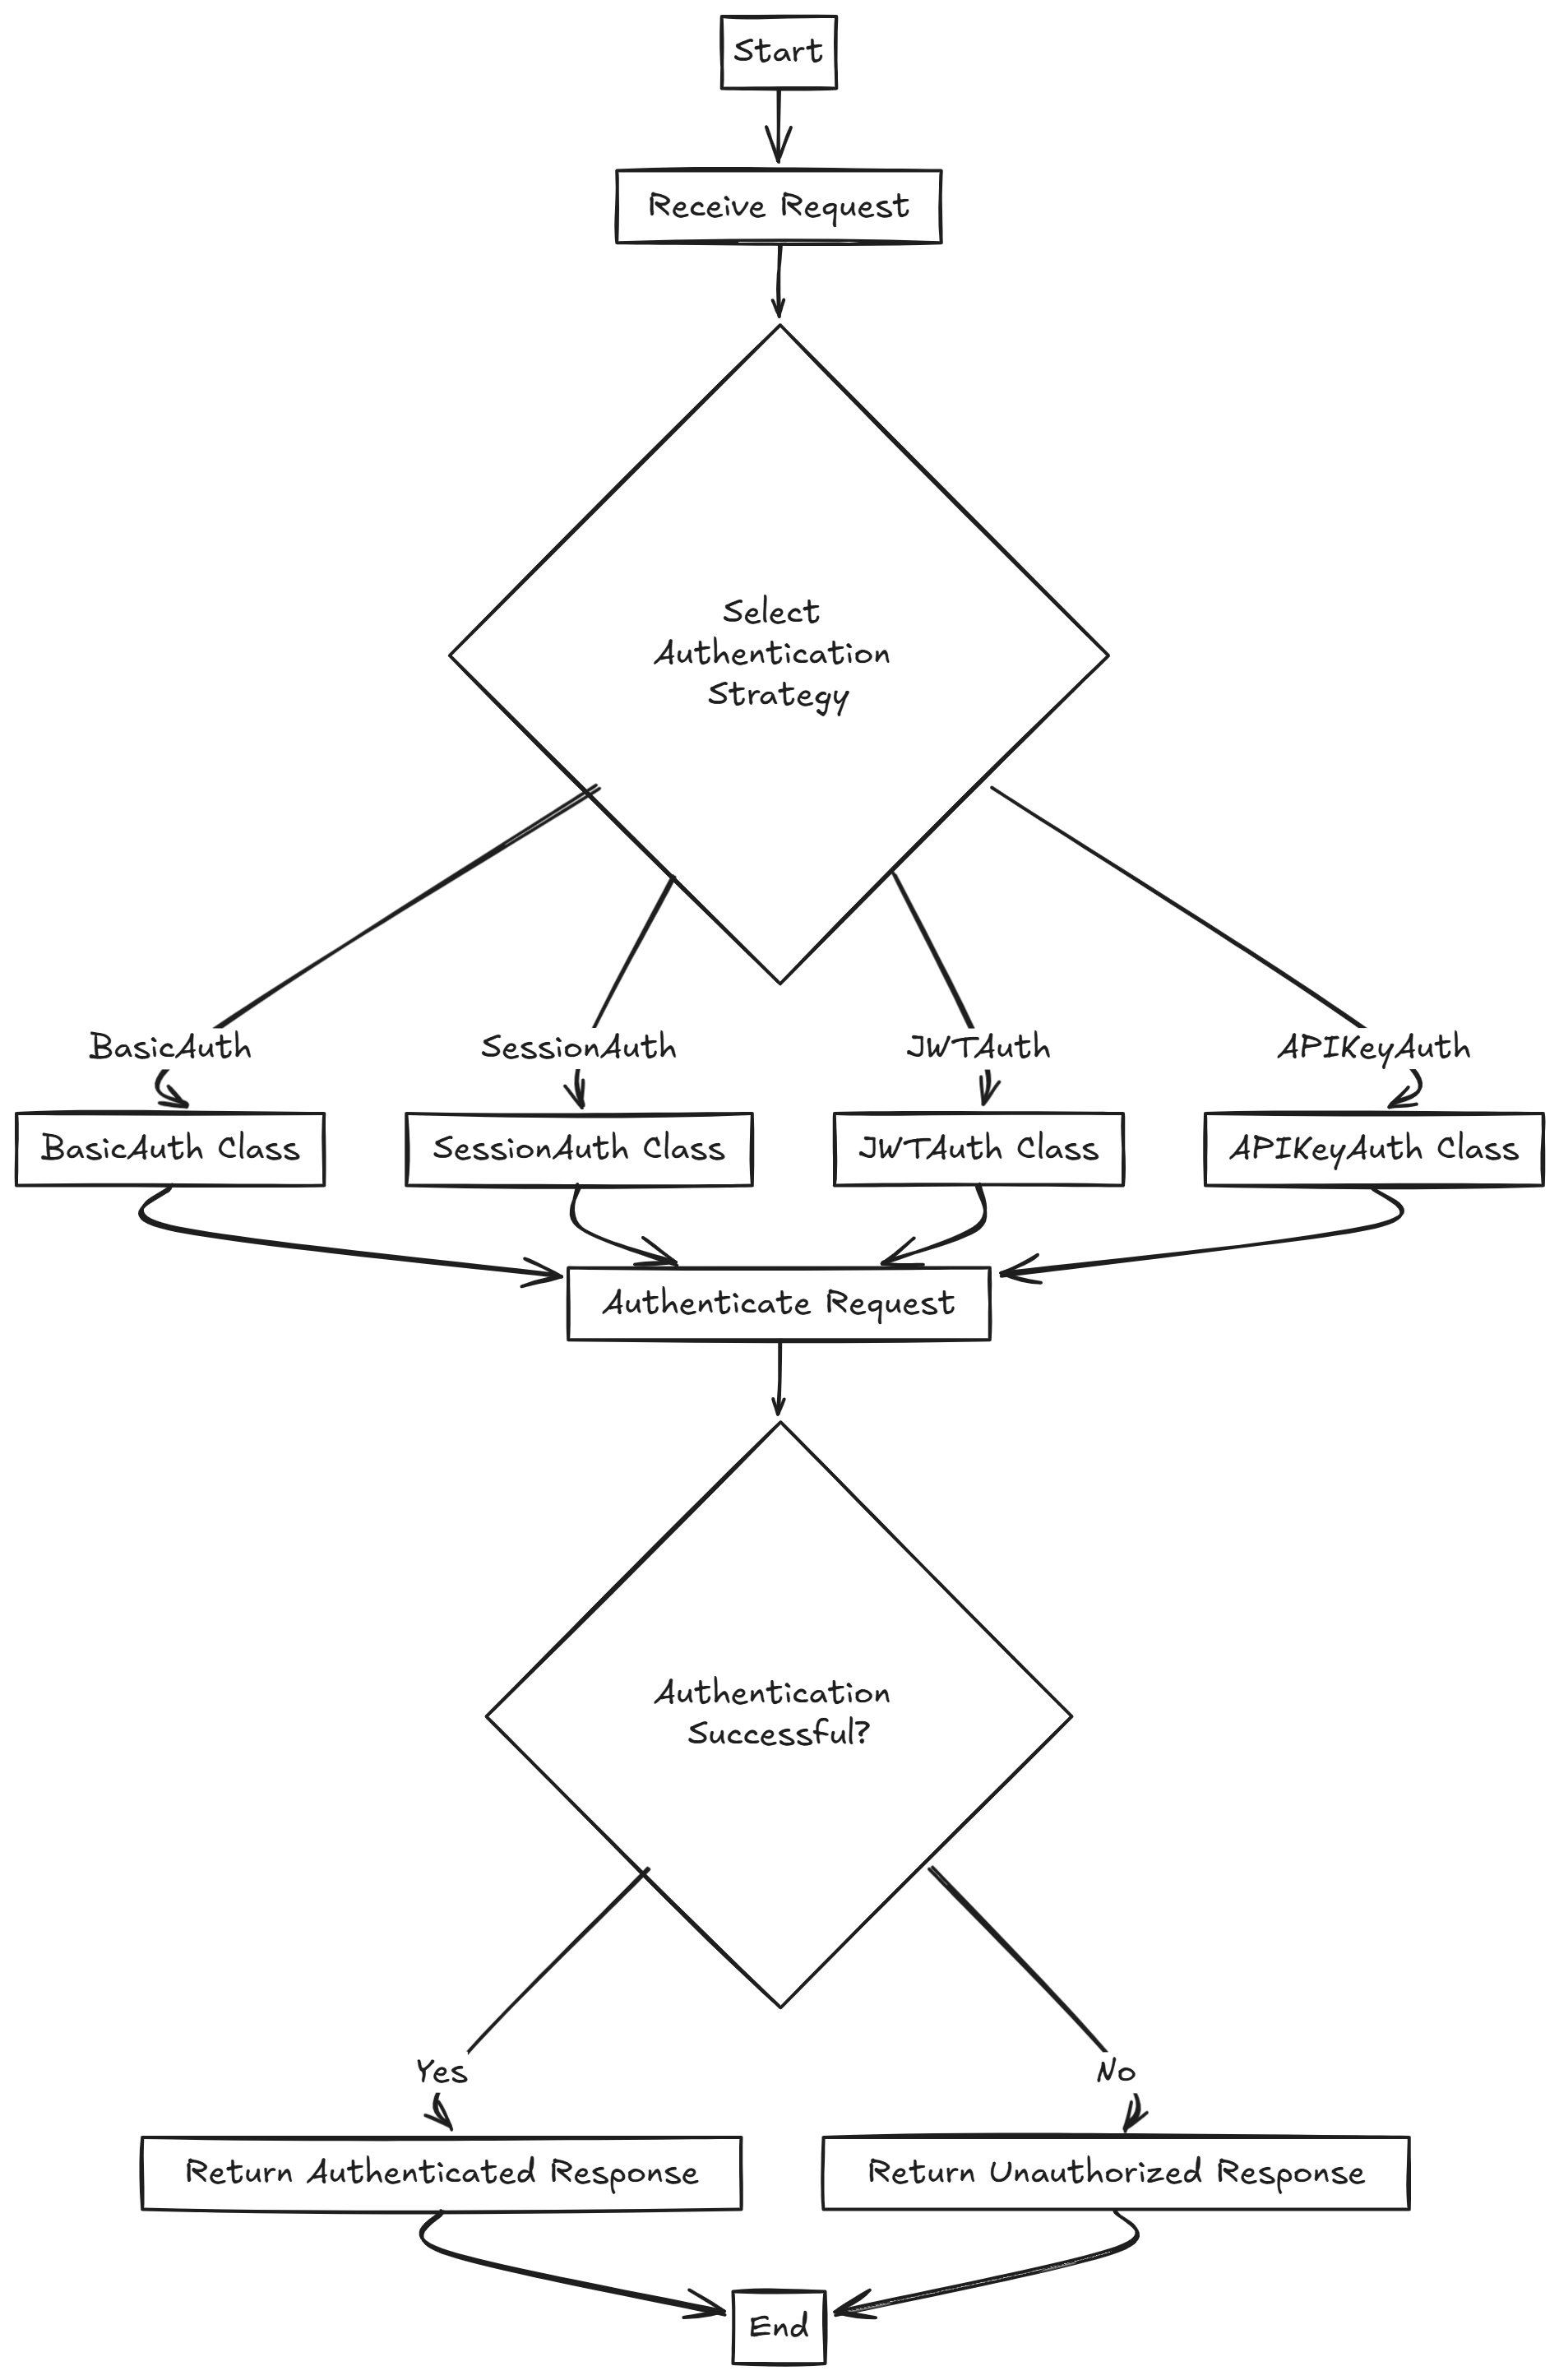 Start
Receive Request
Select
Authentication
Strategy
BasicAuth
SessionAuth
JWTAuth
APIKeyAuth
BasicAuth Class
SessionAuth Class
JWTAuth Class
APIKeyAuth Class
Authenticate Request
Authentication
Successful?
Yes
No
Return Authenticated Response
Return Unauthorized Response
End